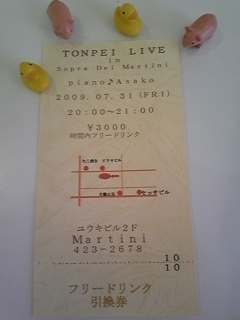 TONPEI LIVE
in
Sopra Dei Martini
piano♪Asako
2009.07.31(FRI)
20:00~21:00
￥3000
時間内フリードリンク
ユウキビル2F
Martini
423-2678
10
10
フリードリンク
引換券